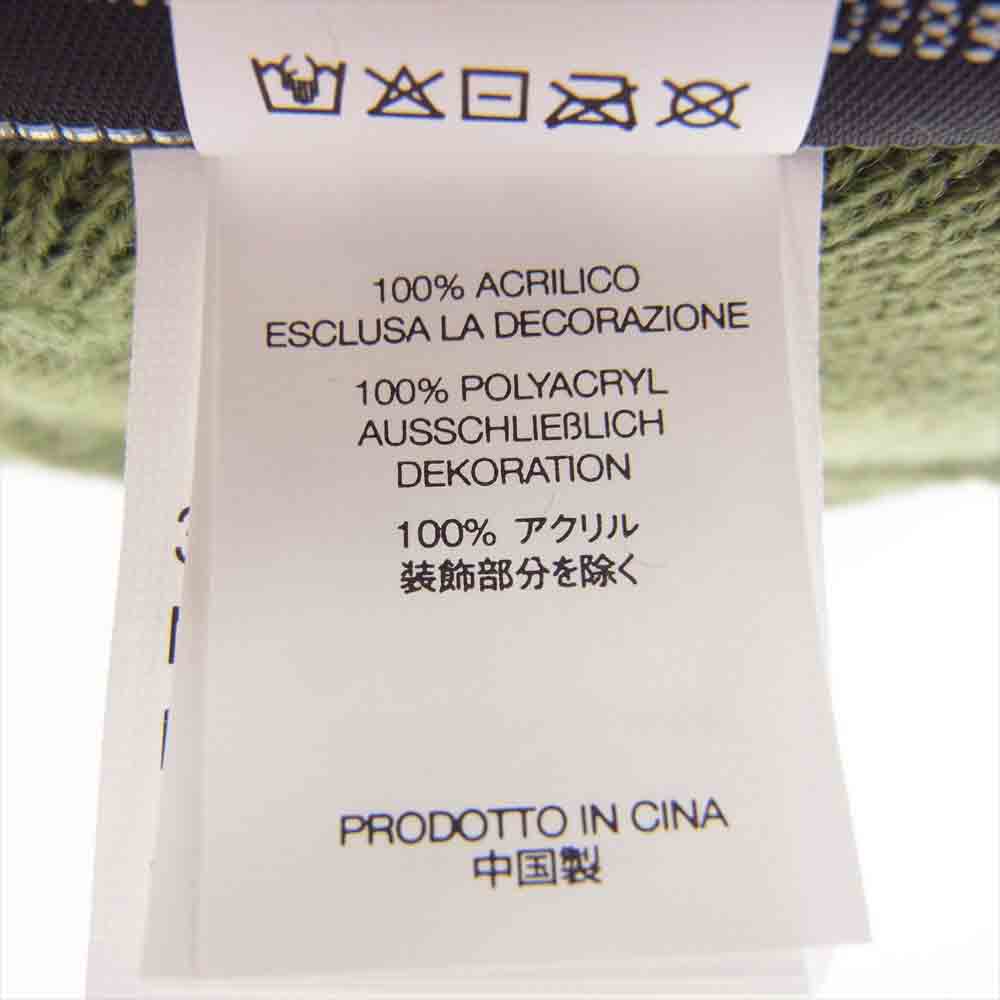 100% ACRILICO
ESCLUSA LA DECORAZIONE
100% POLYACRYL
AUSSCHLIEßLICH
DEKORATION
100% アクリル
装飾部分を除く
PRODOTTO IN CINA
中国製